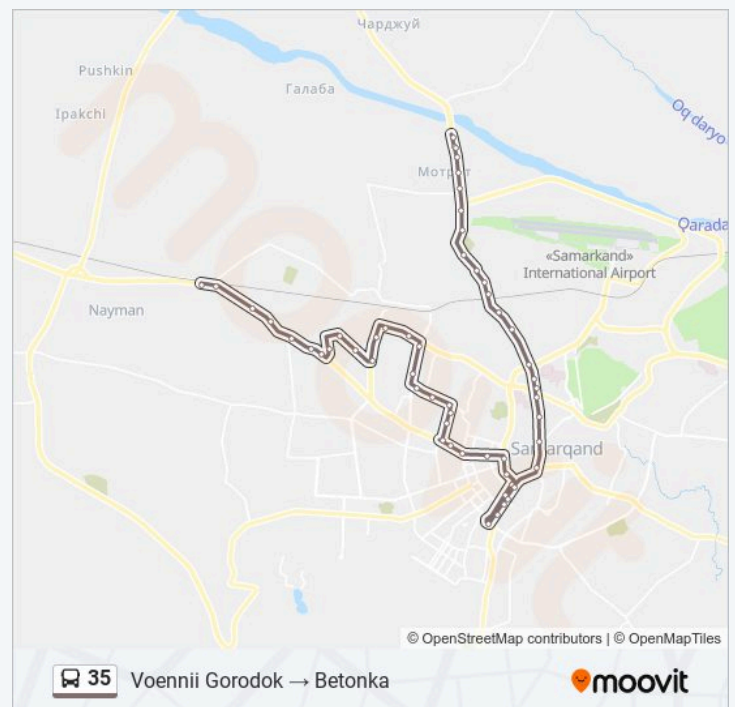 Чарджуй
Pushkin
Галаба
Ipakchi
Oq daryo
Qarada
«Samarkand»
International Airport
Nayman
Samarqand
© OpenStreetMap contributors | © OpenMapTiles
35 Voennii Gorodok → Betonka
moovit